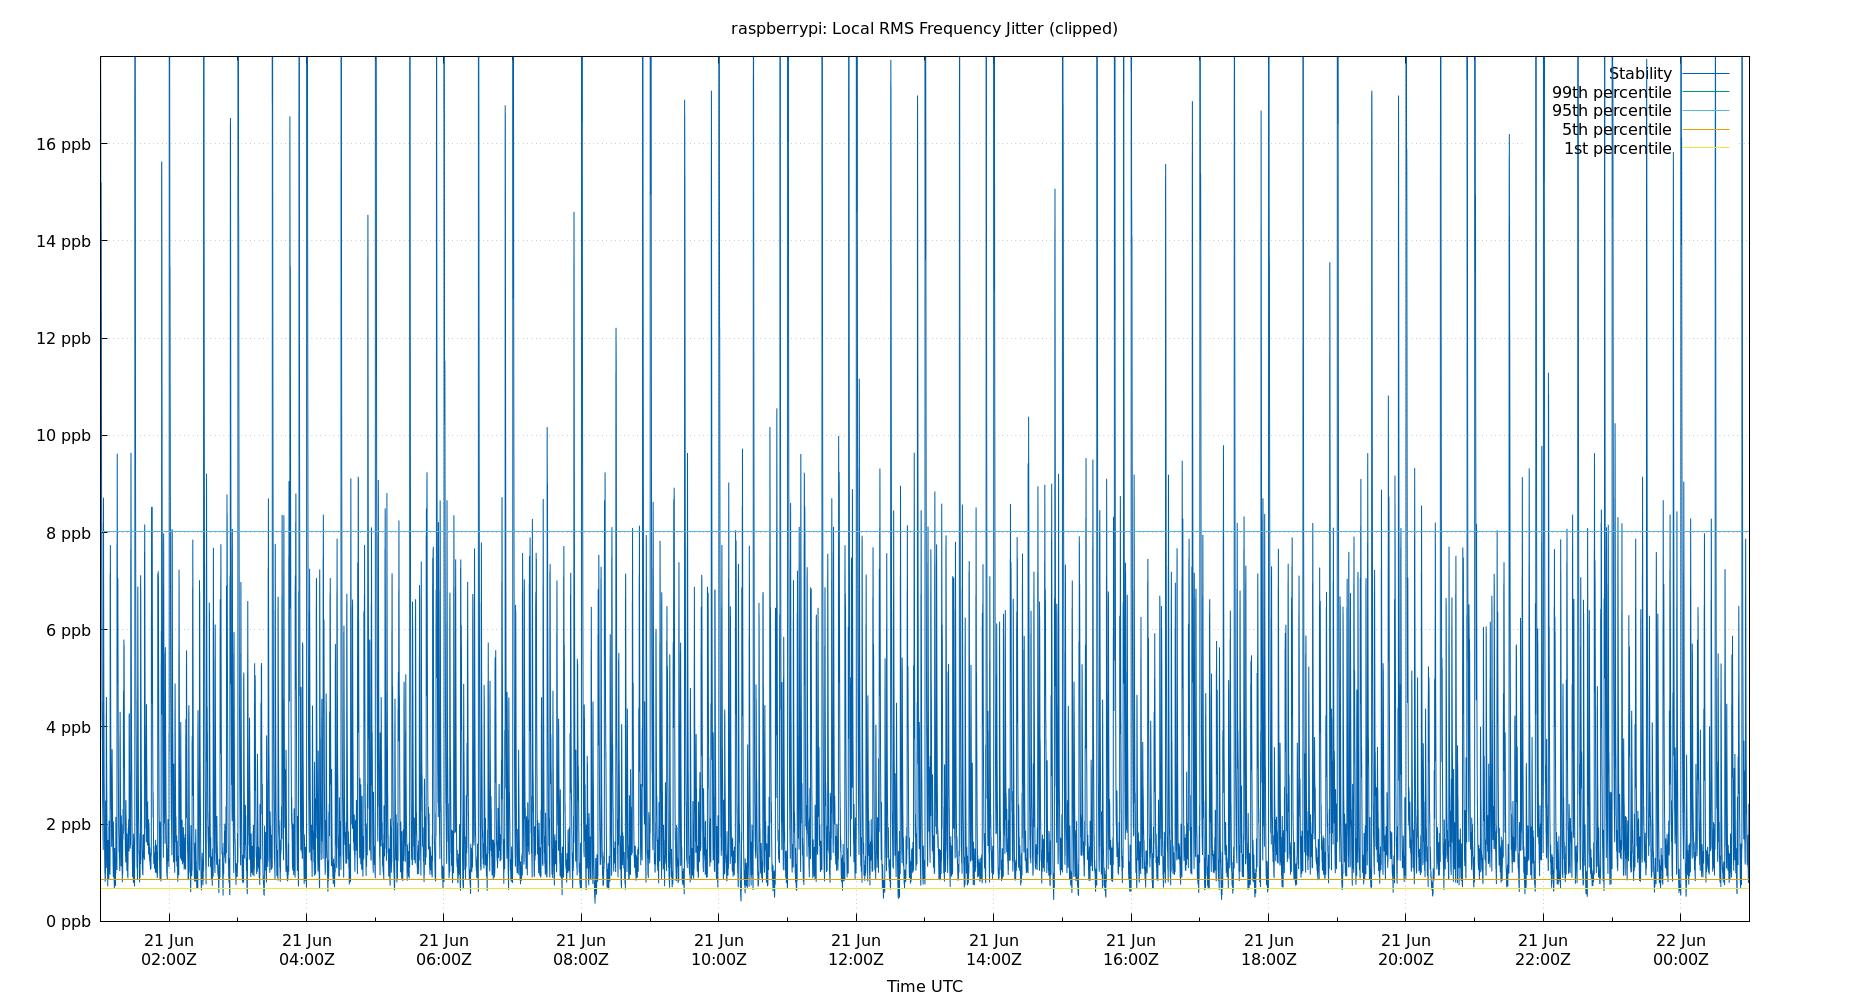 raspberrypi: Local RMS Frequency Jitter (clipped)
Stability
99th percentile
95th percentile
5th percentile
1st percentile
16 ppb
14 ppb
12 ppb
10 ppb
8 ppb
6 ppb
4 ppb
2 ppb
0 ppb
21 Jun 21 Jun 21 Jun 21 Jun 21 Jun 21 Jun 21 Jun 21 Jun 21 Jun 21 Jun 21 Jun 22 Jun
02:00Z 04:00Z 06:00Z 08:00Z 10:00Z 12:00Z 14:00Z 16:00Z 18:00Z 20:00Z 22:00Z 00:00Z
Time UTC